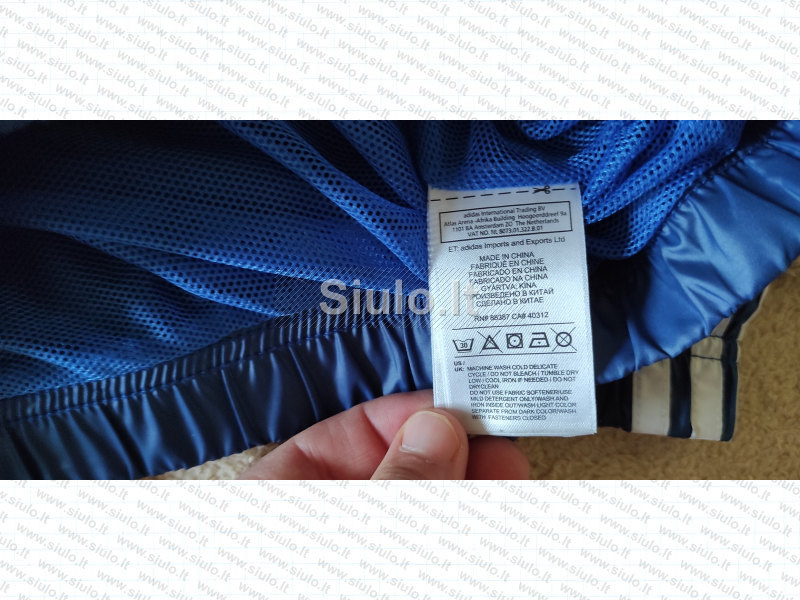 adidas International Trading BV
Atlas Arena -Afrika Building Hoogoorddreef 9a
1101 BA Amsterdam ZO The Netherlands
VAT NO. NL 8073.01.322.B.01
ET: adidas Imports and Exports Ltd
MADE IN CHINA
FABRIQUÉ EN CHINE
FABRICADO EN CHINA
FABRICADO NA CHINA
GYÁRTVA: KÍNA
ПРОИЗВЕДЕНО В КИТАЙ
СДЕЛАНО В КИТАЕ
Siulo.lt
RN# 88387 CA# 40312
30
US /
UK: MACHINE WASH COLD DELICATE
CYCLE / DO NOT BLEACH / TUMBLE DRY
LOW / COOL IRON IF NEEDED / DO NOT
DRYCLEAN
DO NOT USE FABRIC SOFTENER/USE
MILD DETERGENT ONLY/WASH AND
IRON INSIDE OUT/WASH LIGHT COLOR
SEPARATE FROM DARK COLOR/WASH
WITH FASTENERS CLOSED
www.siulo.lt